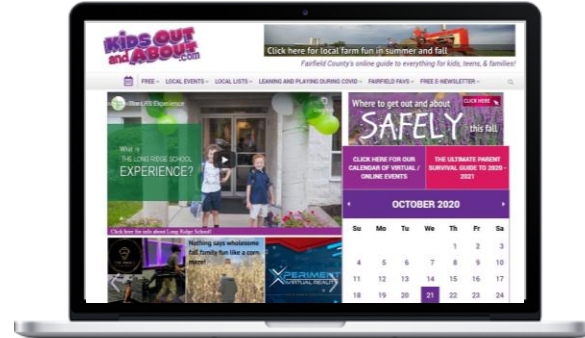 KiDS OUT
and ABOUT.com
Click here for local farm fun in summer and fall
Fairfield County's online guide to everything for kids, teens, & families!
FREE LOCAL EVENTS LOCAL LISTS LEANING AND PLAYING DURING COVID FAIRFIELD FAVS FREE E-NEWSLETTER
Experience
What is
THE LONG RIDGE SCHOOL
EXPERIENCE?
Click here for info about Long Ridge School!
Where to get out and about CLICK HERE
SAFELY
this fall
CLICK HERE FOR OUR
CALENDAR OF VIRTUAL /
ONLINE EVENTS
THE ULTIMATE PARENT
SURVIVAL GUIDE TO 2020 -
2021
OCTOBER 2020
Su Mo Tu We Th Fr Sa
1 2 3
4 5 6 7 8 9 10
11 12 13 14 15 16 17
18 19 20 21 22 23 24
Nothing says wholesome
fall family fun like a corn
maze!
XPERIMENT
VIRTUAL REALITY